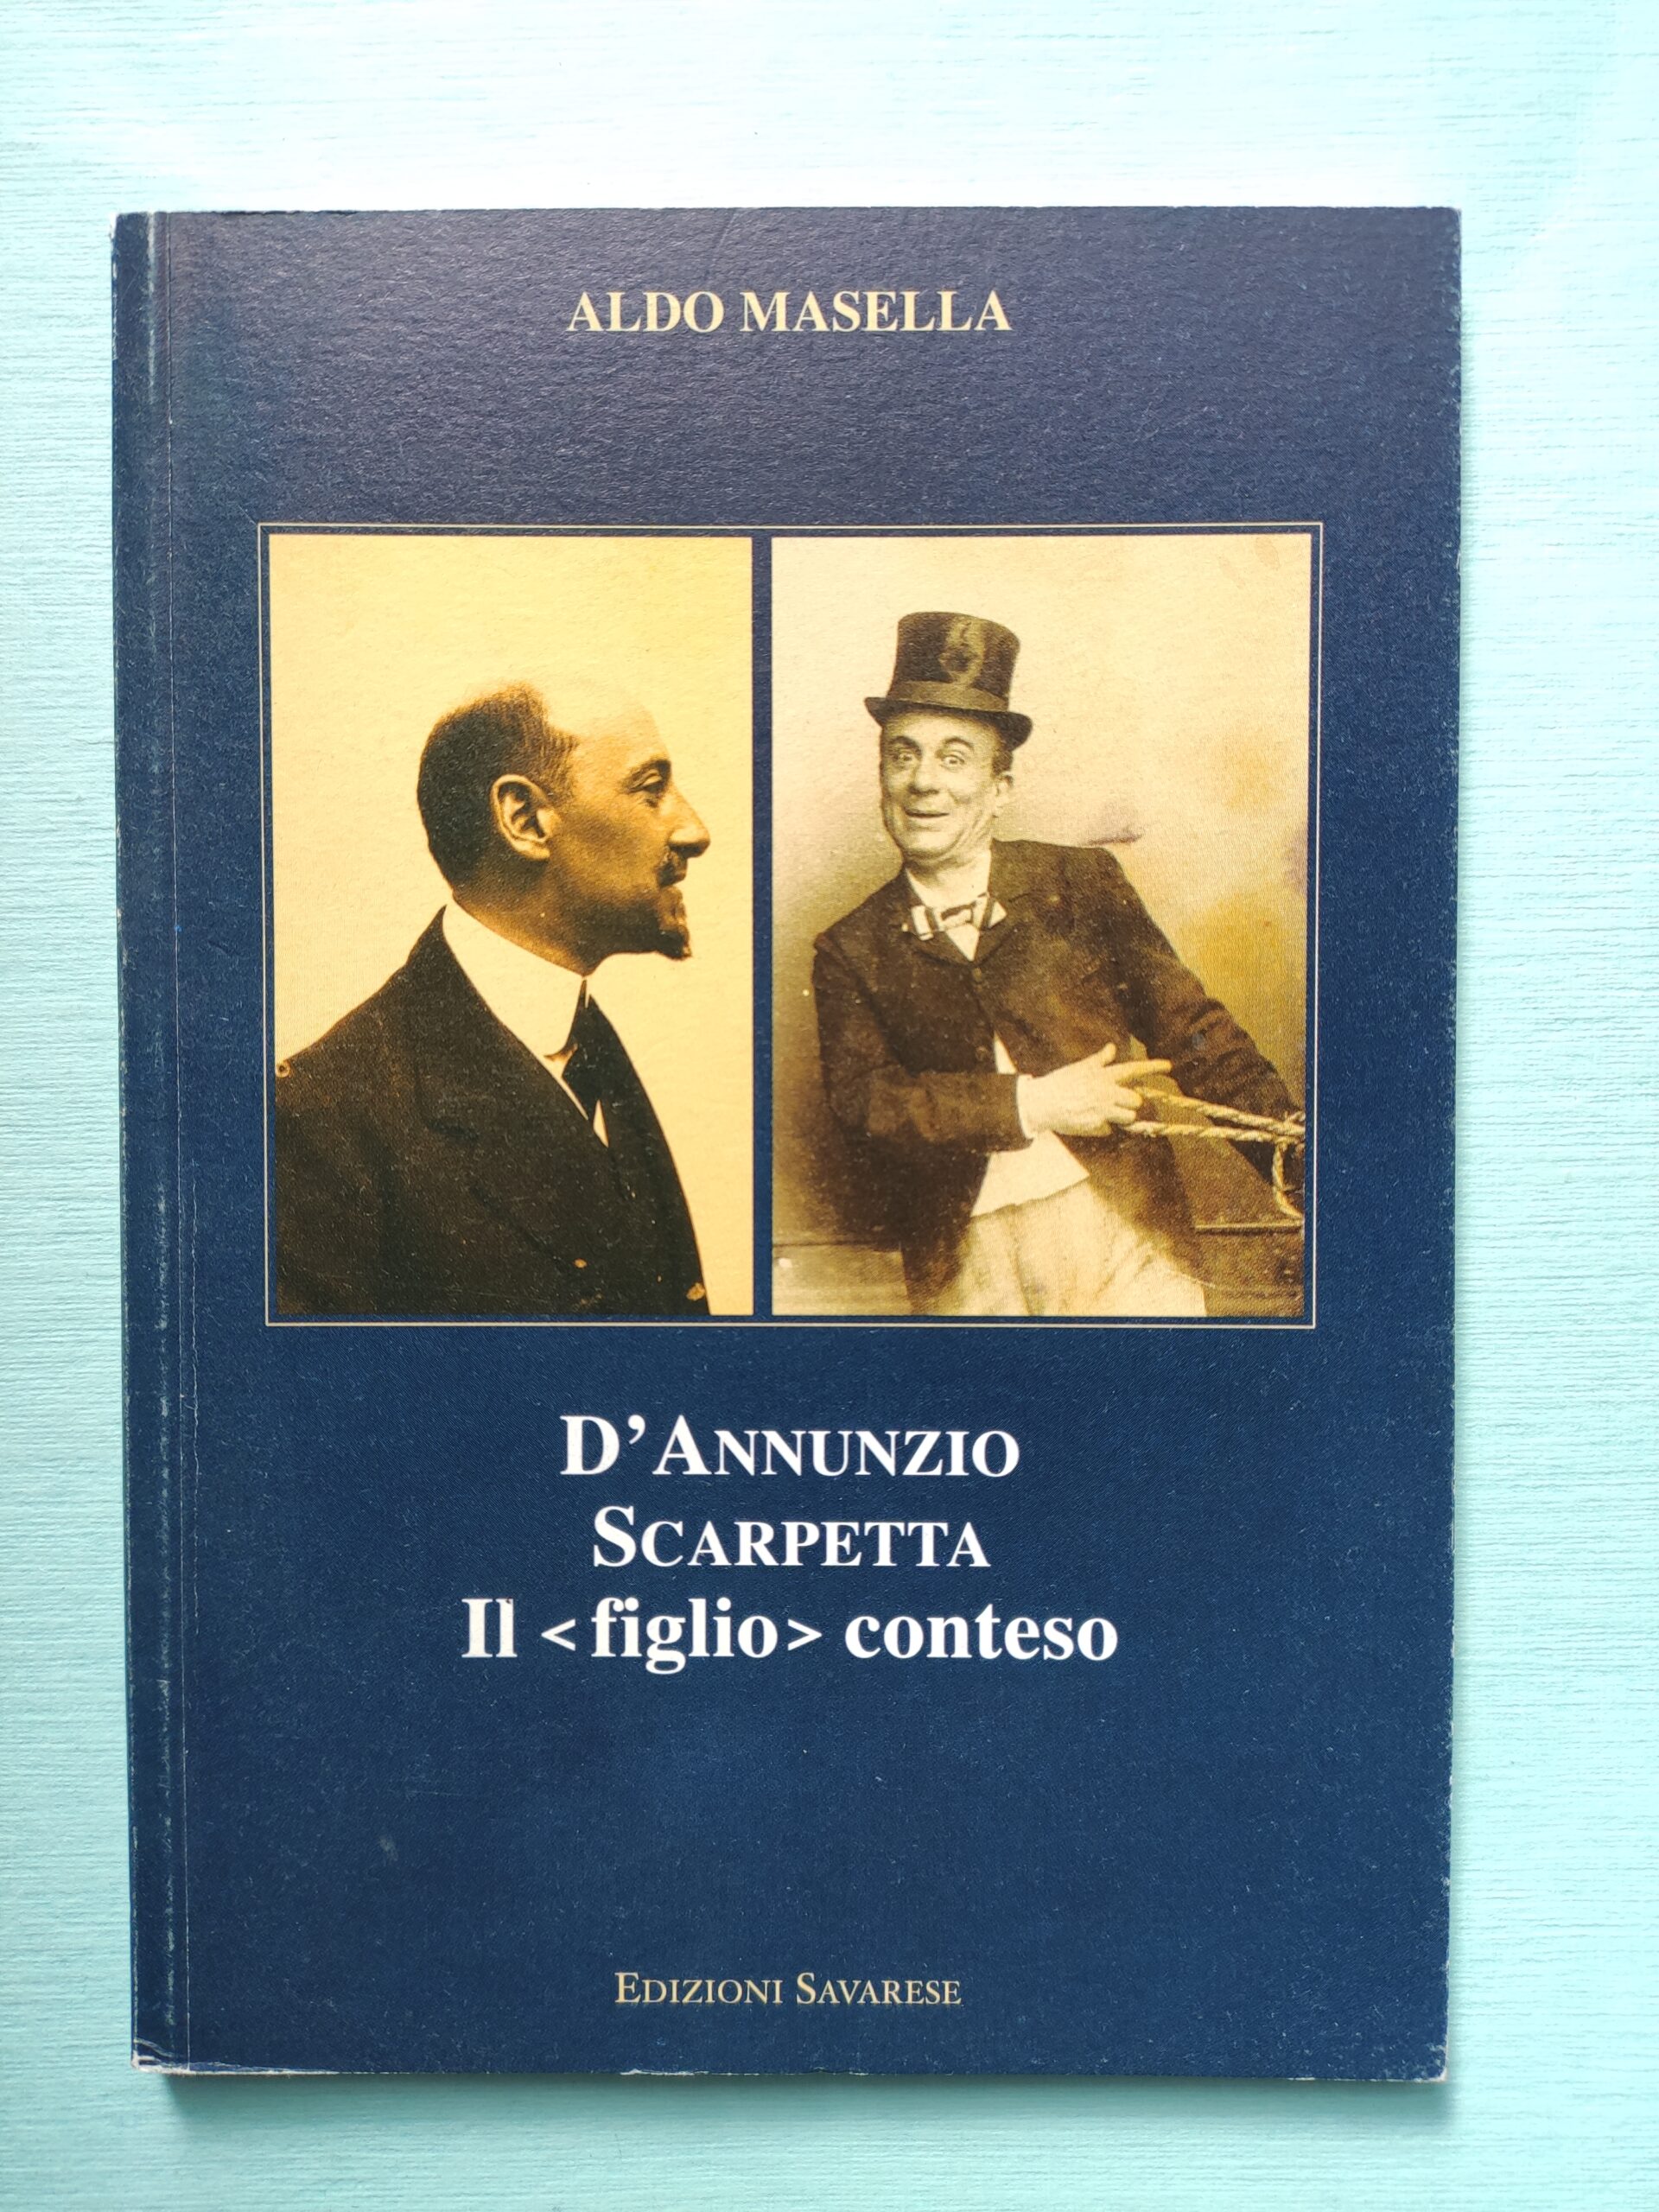 ALDO MASELLA
D’ANNUNZIO
SCARPETTA
Il <figlio> conteso
EDIZIONI SAVARESE